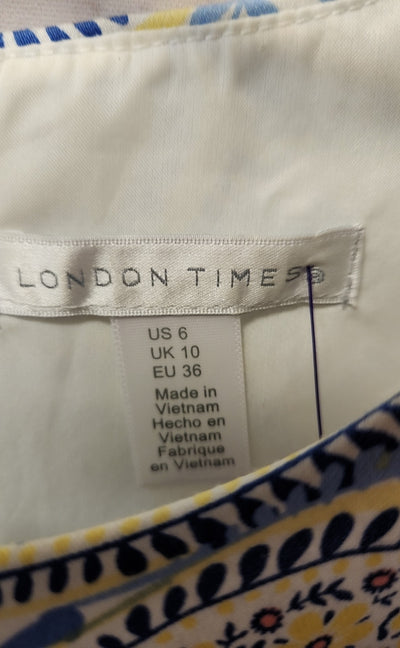 LONDON TIMES®
US 6
UK 10
EU 36
Made in
Vietnam
Hecho en
Vietnam
Fabrique
en Vietnam